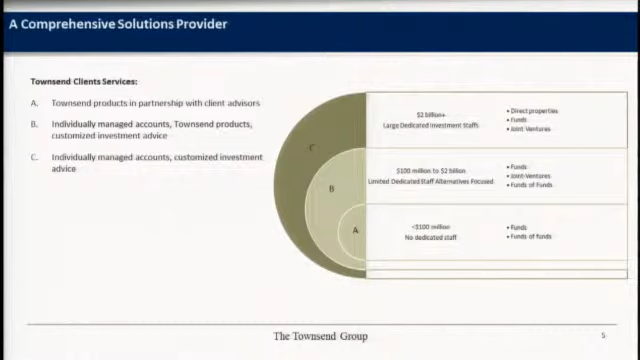 A Comprehensive Solutions Provider
Townsend Clients Services:
A. Townsend products in partnership with client advisors
B. Individually managed accounts, Townsend products,
customized investment advice
C. Individually managed accounts, customized investment
advice
C
B
A
$2 billion+
Large Dedicated Investment Staffs
• Direct properties
• Funds
• Joint Ventures
$100 million to $2 billion
Limited Dedicated Staff Alternatives Focused
• Funds
• Joint-Ventures
• Funds of Funds
<$100 million
No dedicated staff
• Funds
• Funds of funds
The Townsend Group
5